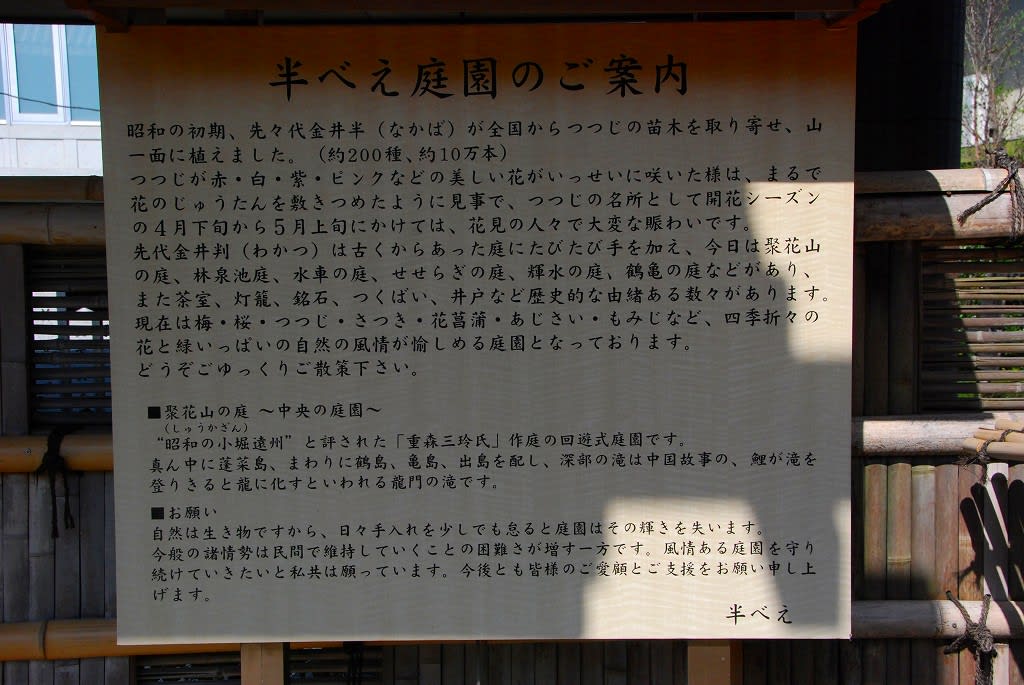 半べえ庭園のご案内
昭和の初期、先々代金井半（なかば）が全国からつつじの苗木を取り寄せ、山
一面に植えました。（約200種、約10万本）
つつじが赤・白・紫・ピンクなどの美しい花がいっせいに咲いた様は、まるで
花のじゅうたんを敷きつめたように見事で、つつじの名所として開花シーズン
の４月下旬から５月上旬にかけては、花見の人々で大変な賑わいです。
先代金井判（わかつ）は古くからあった庭にたびたび手を加え、今日は聚花山
の庭、林泉池庭、水車の庭、せせらぎの庭、輝水の庭、鶴亀の庭などがあり、
また茶室、灯籠、銘石、つくばい、井戸など歴史的な由緒ある数々があります。
現在は梅・桜・つつじ・さつき・花菖蒲・あじさい・もみじなど、四季折々の
花と緑いっぱいの自然の風情が愉しめる庭園となっております。
どうぞごゆっくりご散策下さい。
■聚花山の庭 ～中央の庭園～
（しゅうかざん）
“昭和の小堀遠州”と評された「重森三玲氏」作庭の回遊式庭園です。
真ん中に蓬菜島、まわりに鶴島、亀島、出島を配し、深部の滝は中国故事の、鯉が滝を
登りきると龍に化すといわれる龍門の滝です。
■お願い
自然は生き物ですから、日々手入れを少しでも怠ると庭園はその輝きを失います。
今般の諸情勢は民間で維持していくことの困難さが増す一方です。風情ある庭園を守り
続けていきたいと私共は願っています。今後とも皆様のご愛顧とご支援をお願い申し上
げます。
半べえ